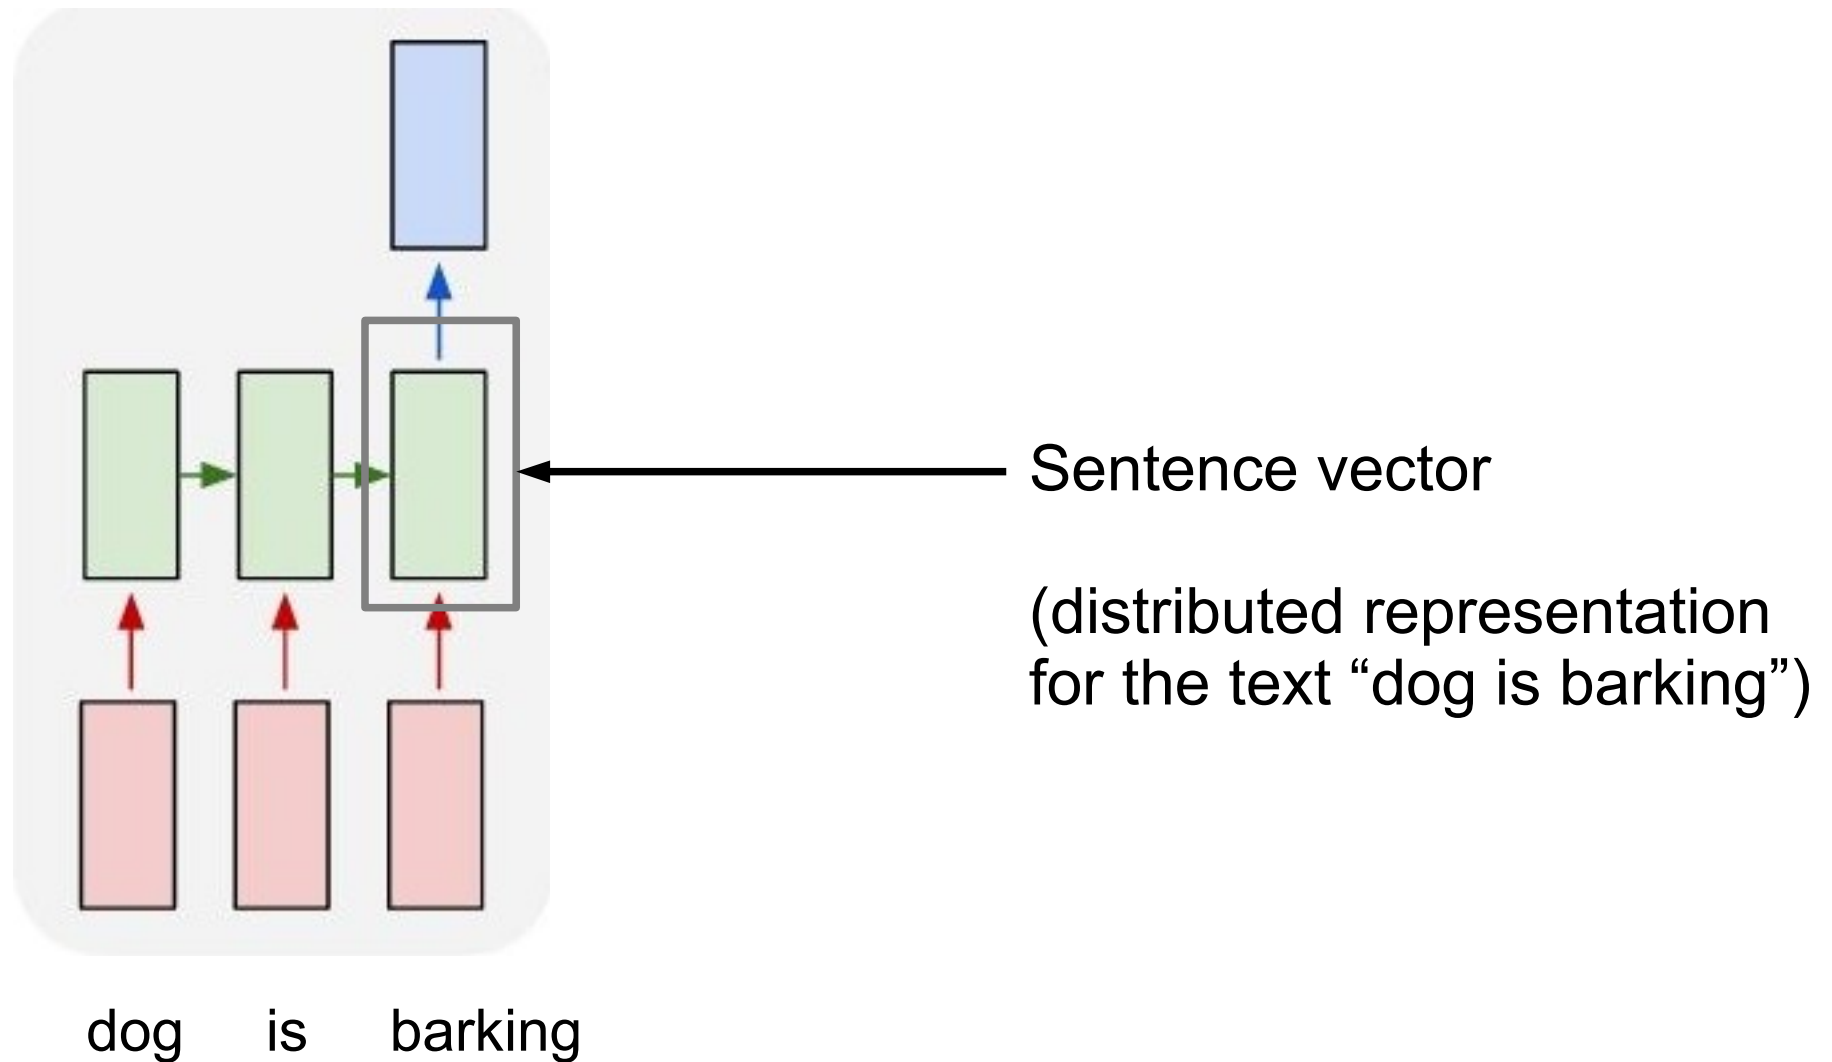 Sentence vector
(distributed representation
for the text “dog is barking”)
dog is barking